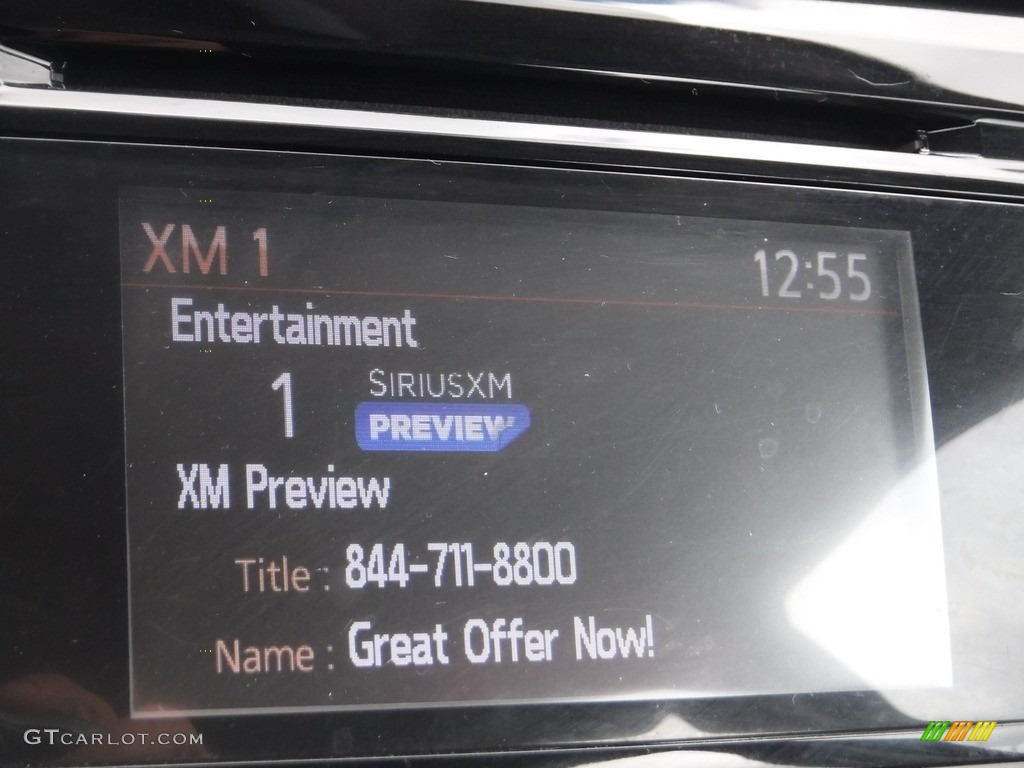 XM 1
12:55
Entertainment
1
SIRIUSXM
PREVIEW
XM Preview
Title : 844-711-8800
Name : Great Offer Now!
GTCARLOT.COM